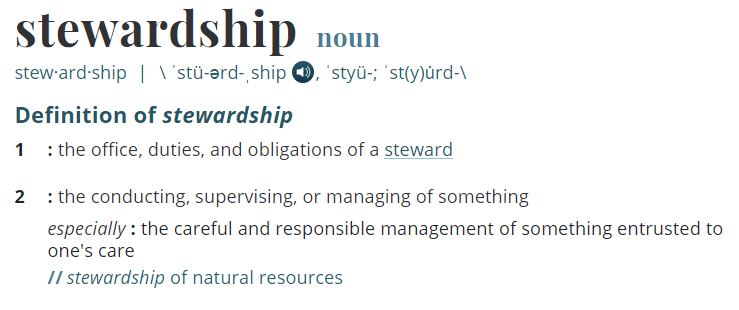 stewardship noun
stew·ard·ship | \ ˈstü-ərd-ˌship , ˈstyü-; ˈst(y)u̇rd-\
Definition of stewardship
1 : the office, duties, and obligations of a steward
2 : the conducting, supervising, or managing of something
especially : the careful and responsible management of something entrusted to
one's care
// stewardship of natural resources